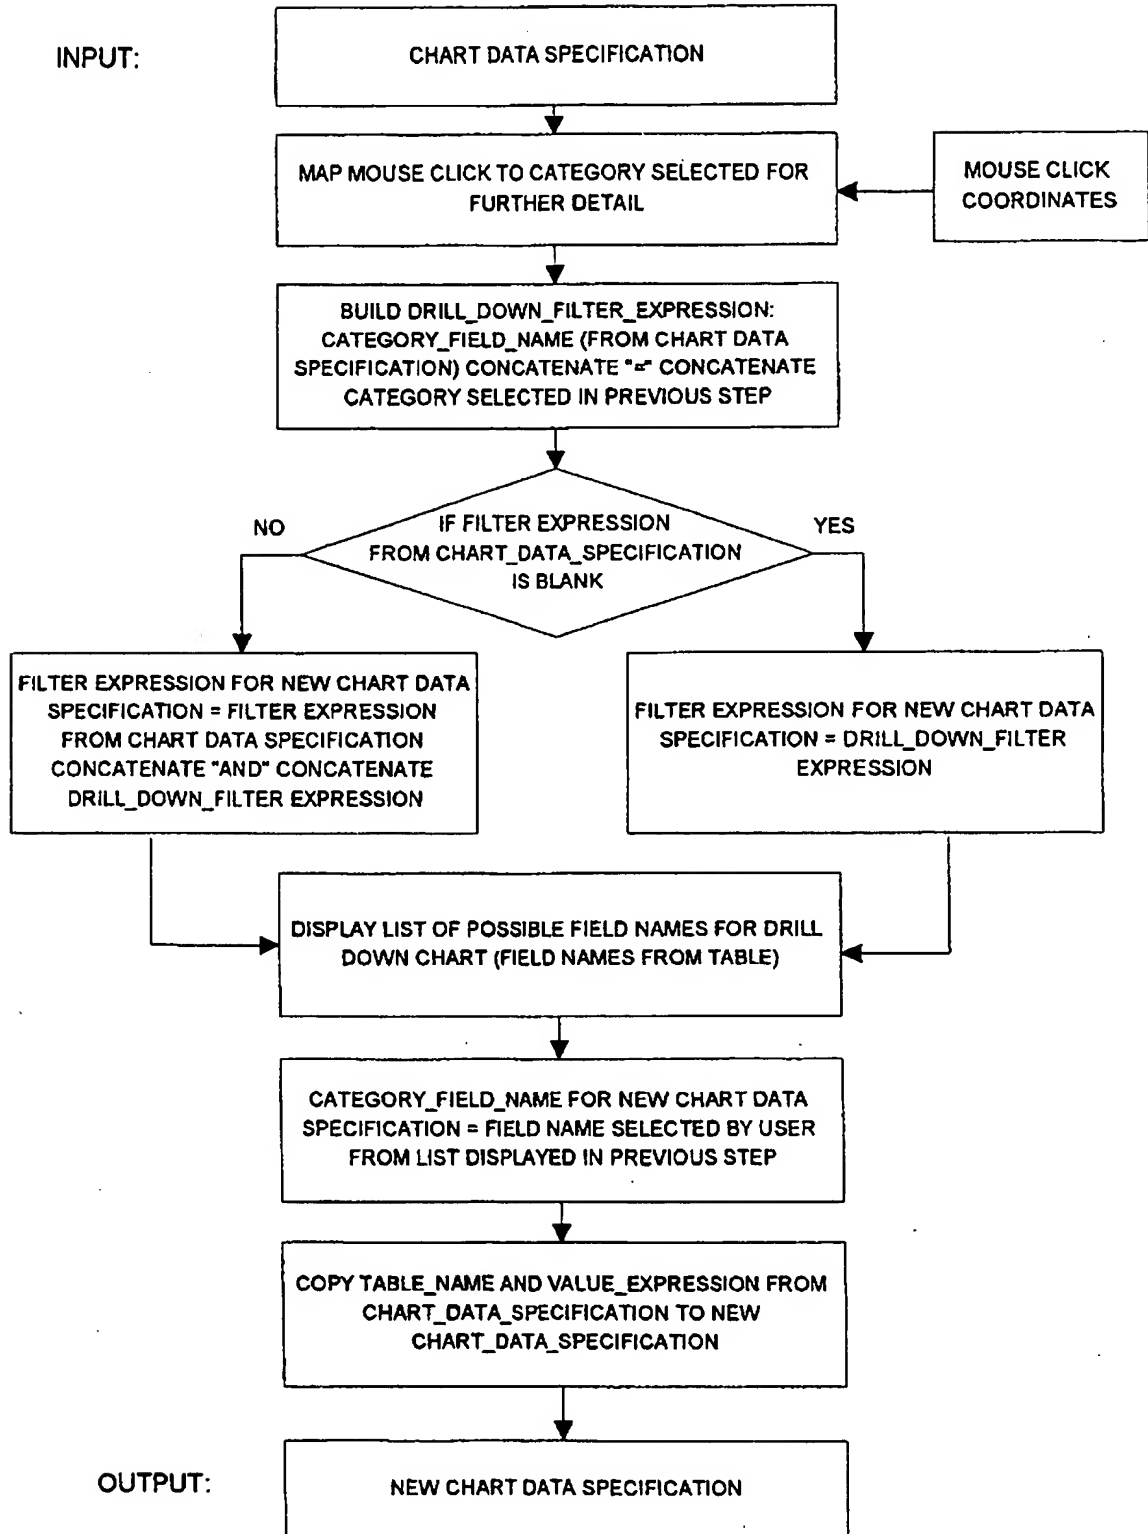 INPUT:
CHART DATA SPECIFICATION
MAP MOUSE CLICK TO CATEGORY SELECTED FOR
FURTHER DETAIL
MOUSE CLICK
COORDINATES
BUILD DRILL_DOWN_FILTER_EXPRESSION:
CATEGORY_FIELD_NAME (FROM CHART DATA
SPECIFICATION) CONCATENATE "=" CONCATENATE
CATEGORY SELECTED IN PREVIOUS STEP
IF FILTER EXPRESSION
FROM CHART_DATA_SPECIFICATION
IS BLANK
NO
YES
FILTER EXPRESSION FOR NEW CHART DATA
SPECIFICATION = FILTER EXPRESSION
FROM CHART DATA SPECIFICATION
CONCATENATE "AND" CONCATENATE
DRILL_DOWN_FILTER EXPRESSION
FILTER EXPRESSION FOR NEW CHART DATA
SPECIFICATION = DRILL_DOWN_FILTER
EXPRESSION
DISPLAY LIST OF POSSIBLE FIELD NAMES FOR DRILL
DOWN CHART (FIELD NAMES FROM TABLE)
CATEGORY_FIELD_NAME FOR NEW CHART DATA
SPECIFICATION = FIELD NAME SELECTED BY USER
FROM LIST DISPLAYED IN PREVIOUS STEP
COPY TABLE_NAME AND VALUE_EXPRESSION FROM
CHART_DATA_SPECIFICATION TO NEW
CHART_DATA_SPECIFICATION
OUTPUT:
NEW CHART DATA SPECIFICATION